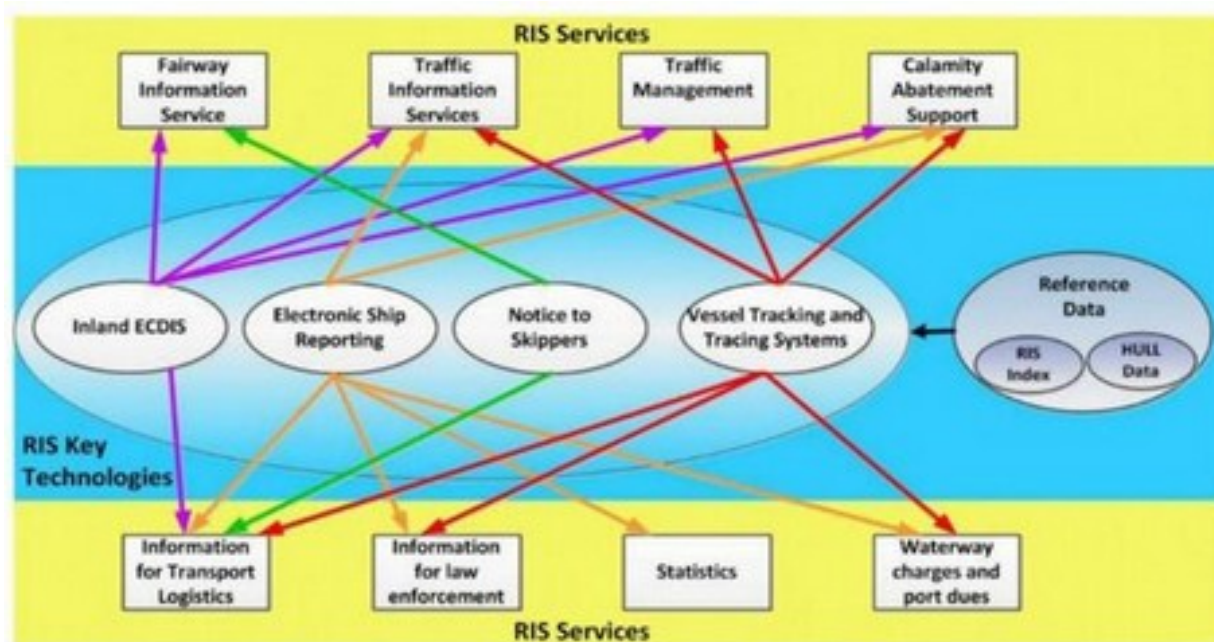 RIS Services
Fairway
Information
Service
Traffic
Information
Services
Traffic
Management
Calamity
Abatement
Support
Inland ECDIS
Electronic Ship
Reporting
Notice to
Skippers
Vessel Tracking and
Tracing Systems
Reference
Data
RIS
Index
HULL
Data
RIS Key
Technologies
Information
for Transport
Logistics
Information
for law
enforcement
Statistics
Waterway
charges and
port dues
RIS Services